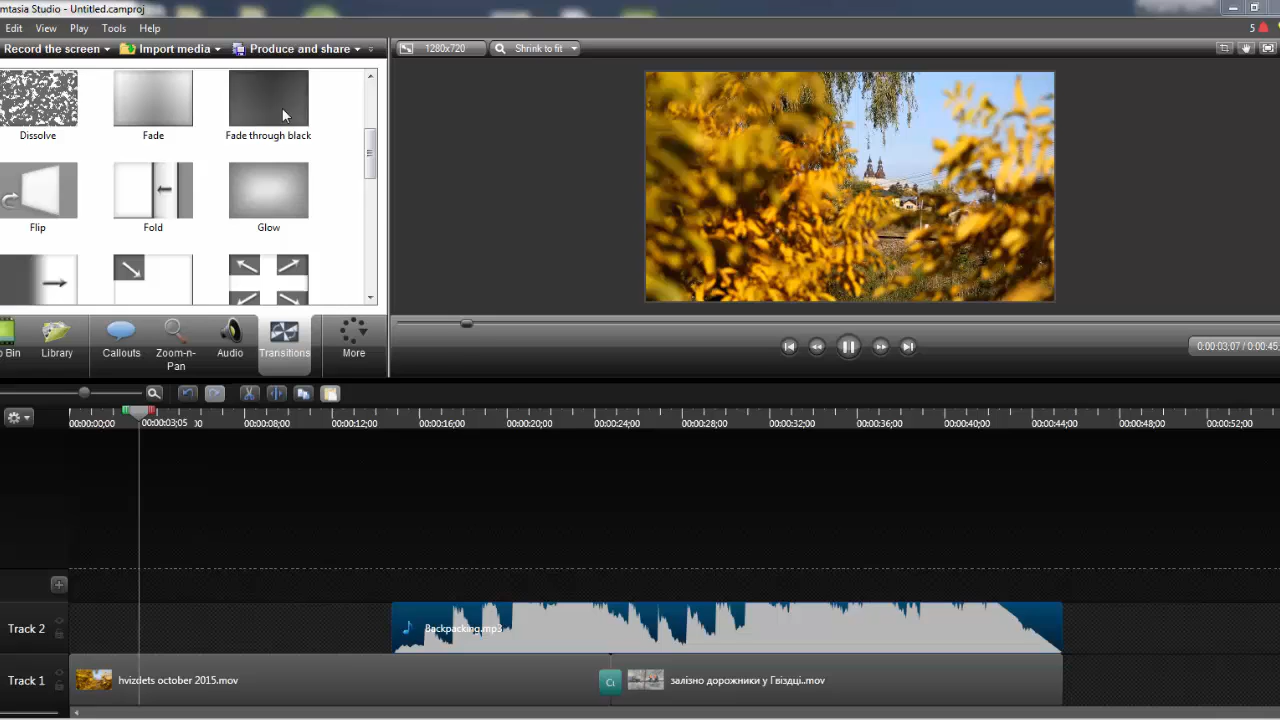 mtasia Studio - Untitled.camproj
Edit View Play Tools Help
5
Record the screen Import media Produce and share
1280x720 Shrink to fit
Dissolve Fade Fade through black
Flip Fold Glow
Bin Library Callouts Zoom-n-Pan Audio Transitions More
0:00:03;07 / 0:00:45
00:00:00;00 00:00:03;05 00:00:08;00 00:00:12;00 00:00:16;00 00:00:20;00 00:00:24;00 00:00:28;00 00:00:32;00 00:00:36;00 00:00:40;00 00:00:44;00 00:00:48;00 00:00:52;00
Track 2 Backpacking.mp3
Track 1 hvizdets october 2015.mov залізно дорожники у Гвіздці..mov